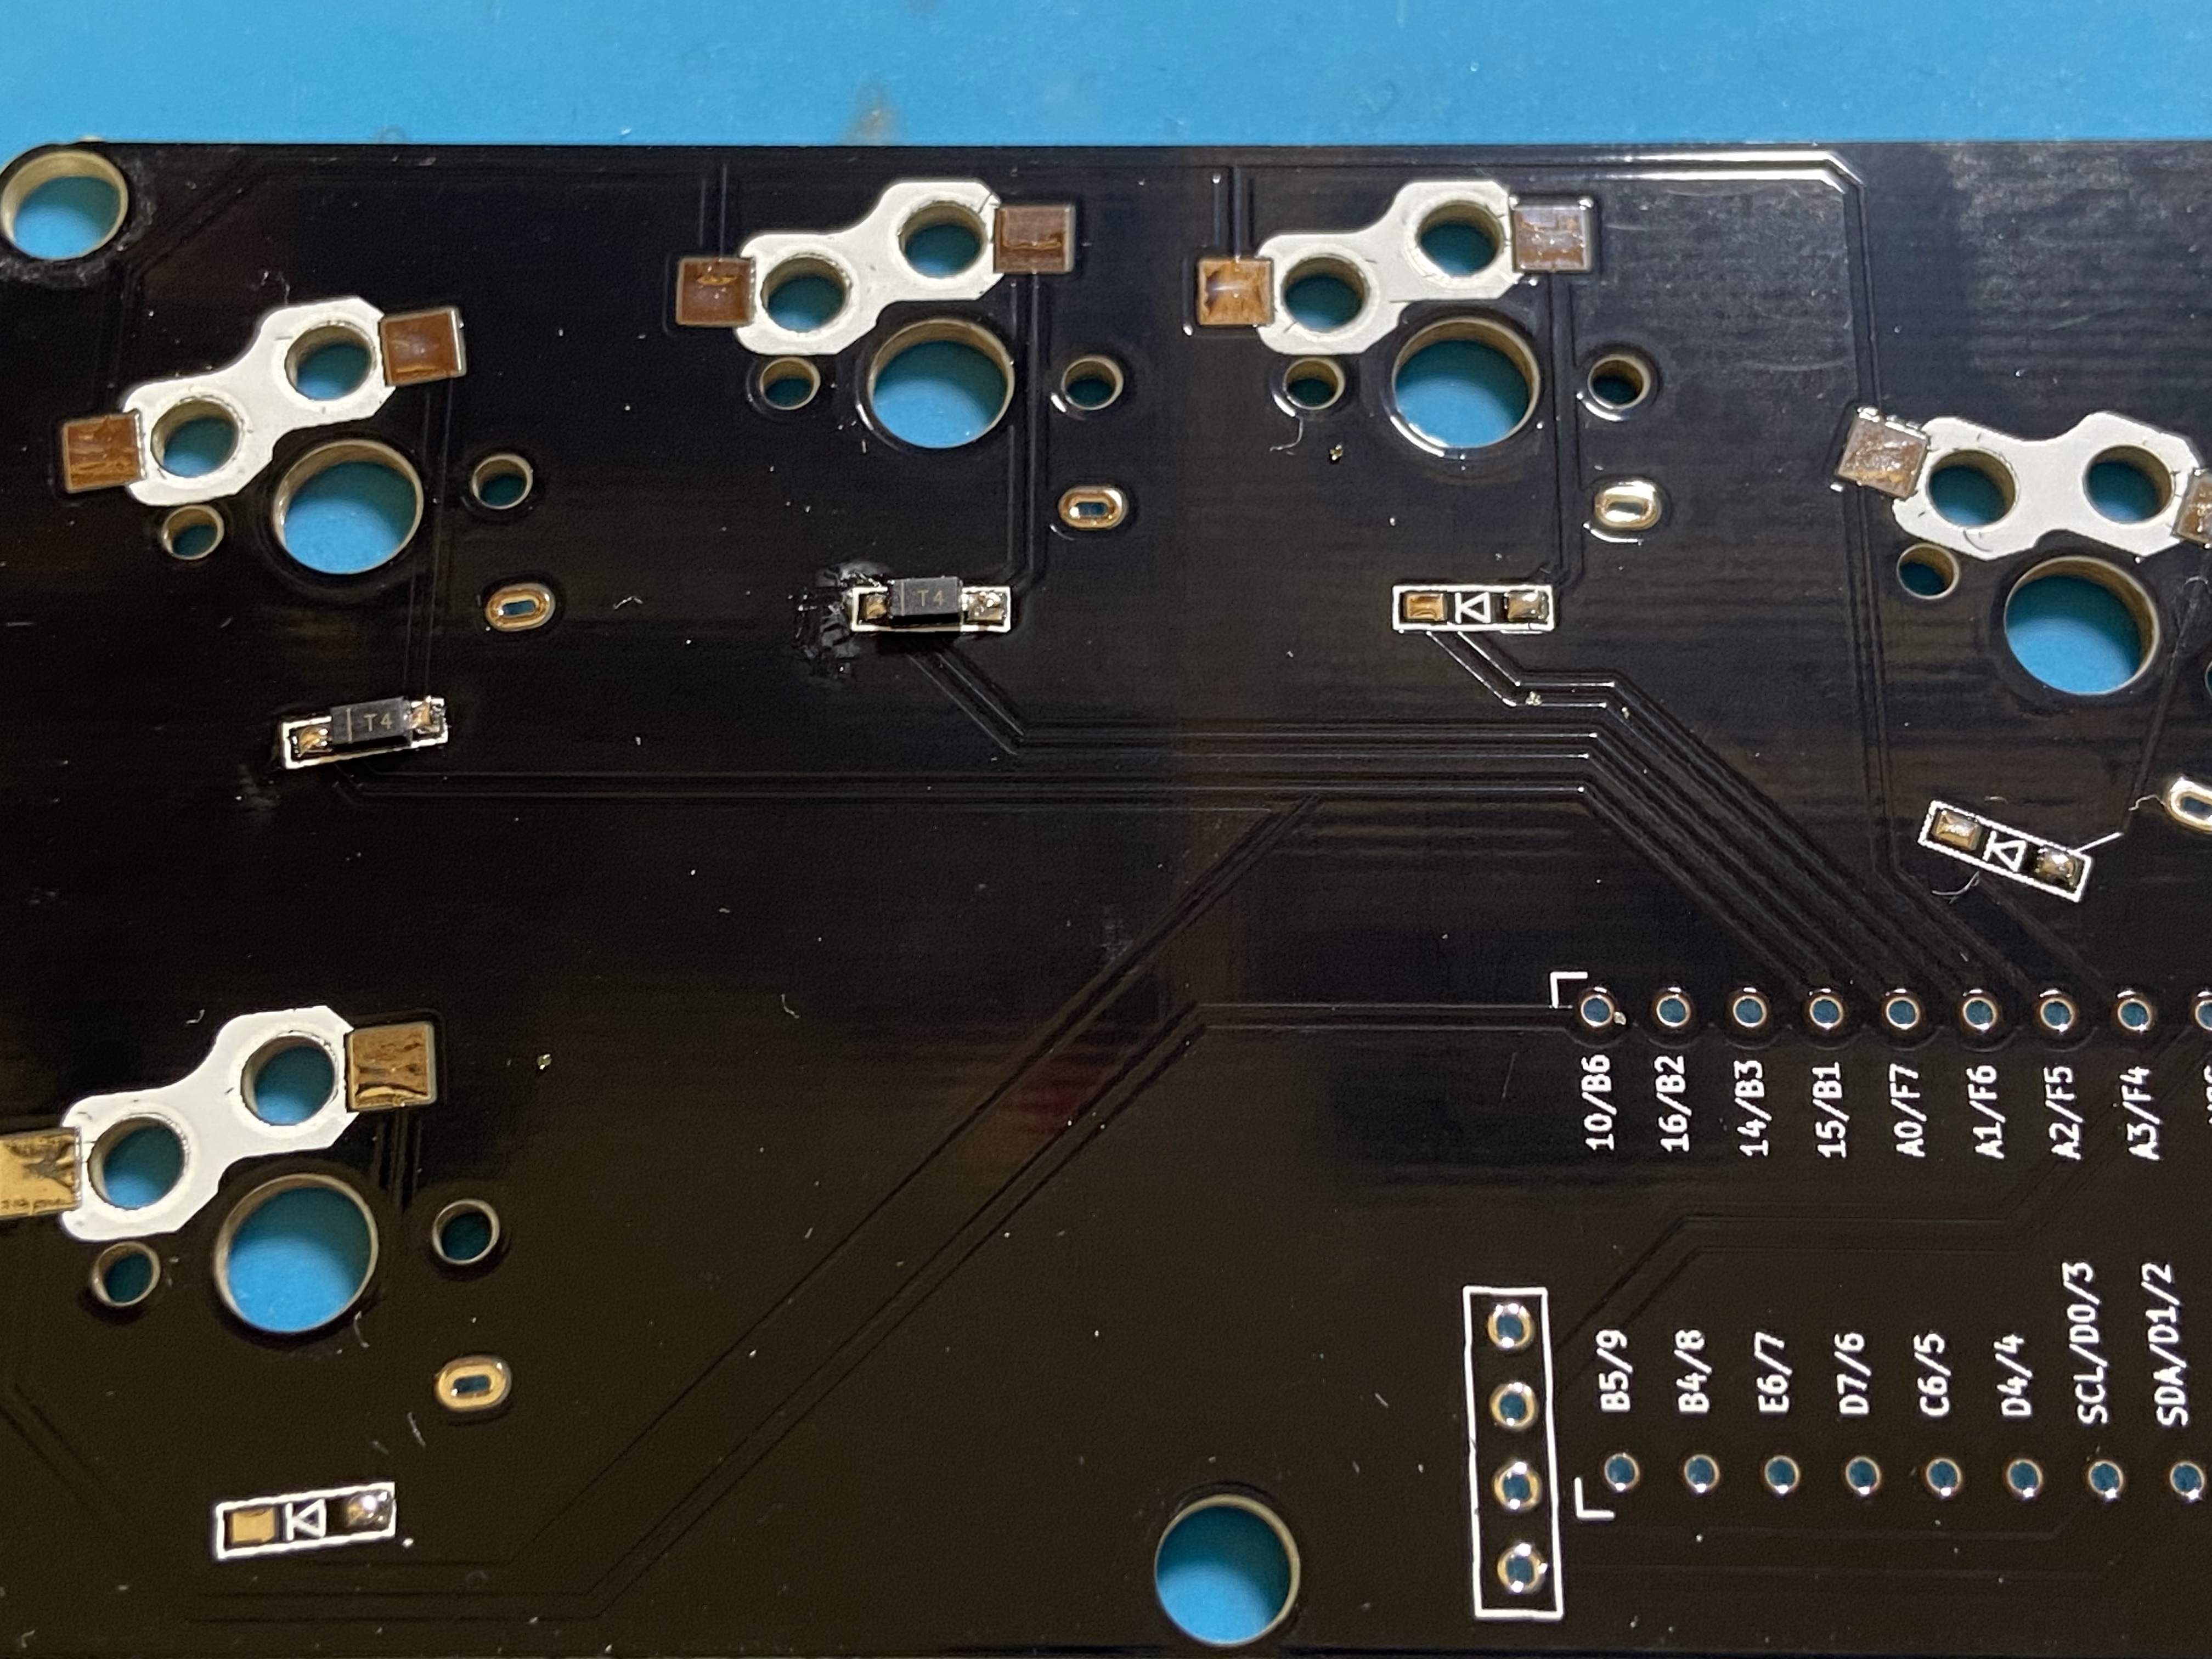 T4
T4
10/B6
16/B2
14/B3
15/B1
A0/F7
A1/F6
A2/F5
A3/F4
B5/9
B4/8
E6/7
D7/6
C6/5
D4/4
SCL/D0/3
SDA/D1/2